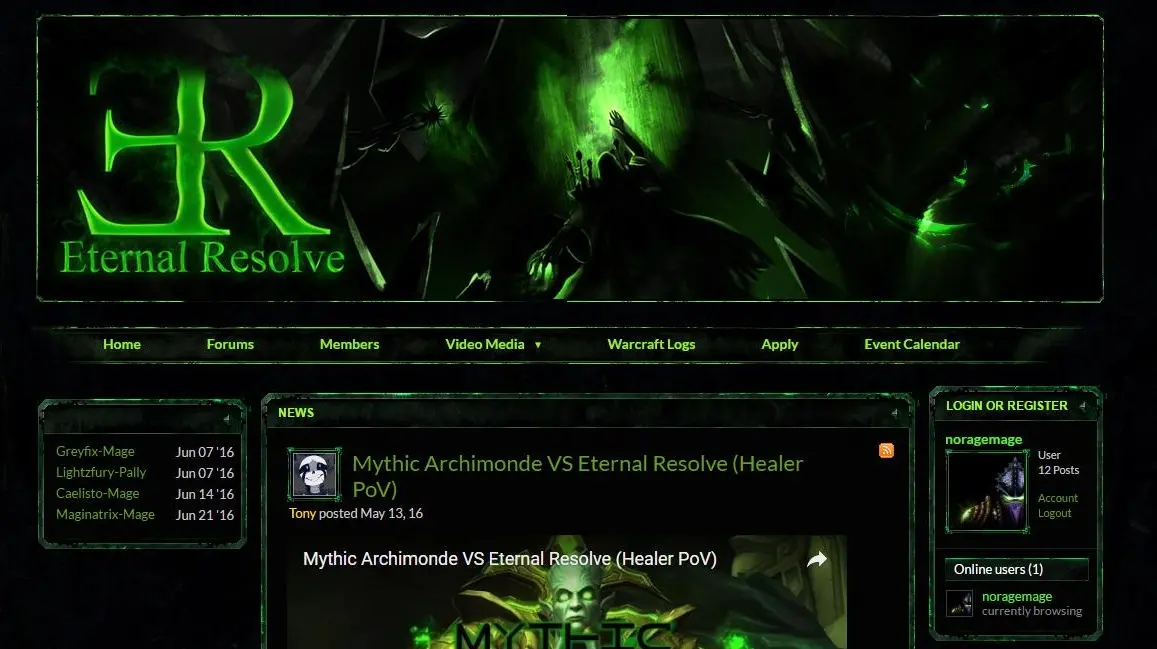 ER
Eternal Resolve
Home Forums Members Video Media ▼ Warcraft Logs Apply Event Calendar
Greyfix-Mage Jun 07 '16
Lightzfury-Pally Jun 07 '16
Caelisto-Mage Jun 14 '16
Maginatrix-Mage Jun 21 '16
NEWS
Mythic Archimonde VS Eternal Resolve (Healer
PoV)
Tony posted May 13, 16
Mythic Archimonde VS Eternal Resolve (Healer PoV)
MYTHIC
LOGIN OR REGISTER
noragemage
User
12 Posts
Account
Logout
Online users (1)
noragemage
currently browsing